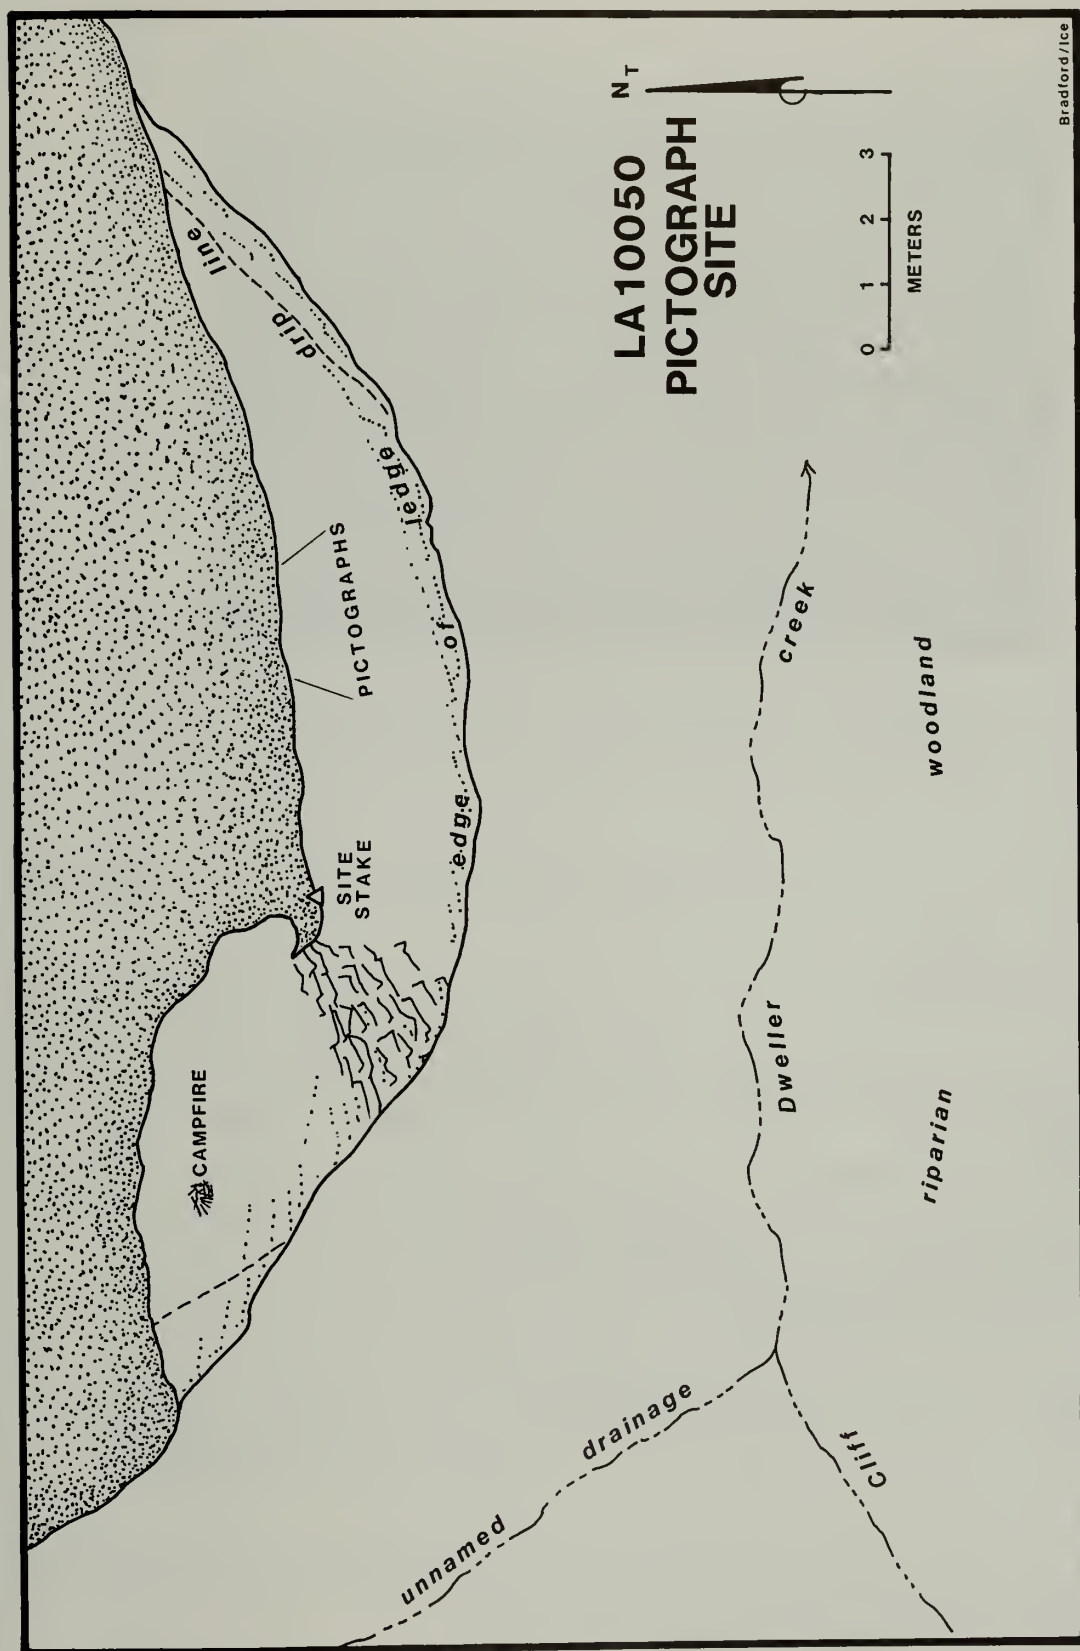 LA 10050
PICTOGRAPH
SITE
N T
0 1 2 3
METERS
drip line
edge of ledge
PICTOGRAPHS
SITE
STAKE
CAMPFIRE
unnamed drainage
Cliff Dweller creek
riparian woodland
Bradford/Ice